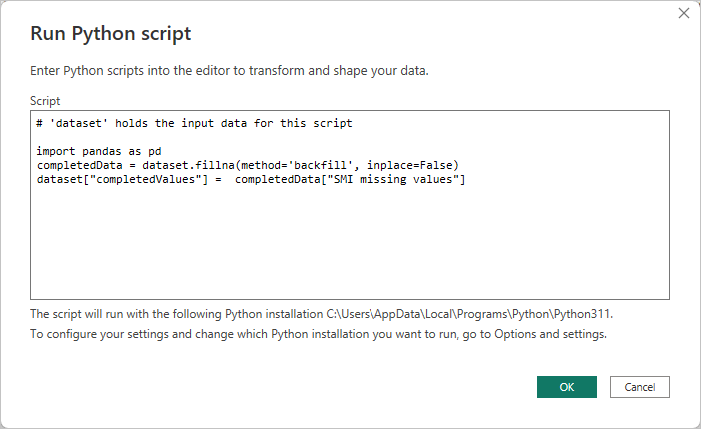 Run Python script
Enter Python scripts into the editor to transform and shape your data.
Script
# 'dataset' holds the input data for this script
import pandas as pd
completedData = dataset.fillna(method='backfill', inplace=False)
dataset["completedValues"] =  completedData["SMI missing values"]
The script will run with the following Python installation C:\Users\AppData\Local\Programs\Python\Python311.
To configure your settings and change which Python installation you want to run, go to Options and settings.
OK
Cancel